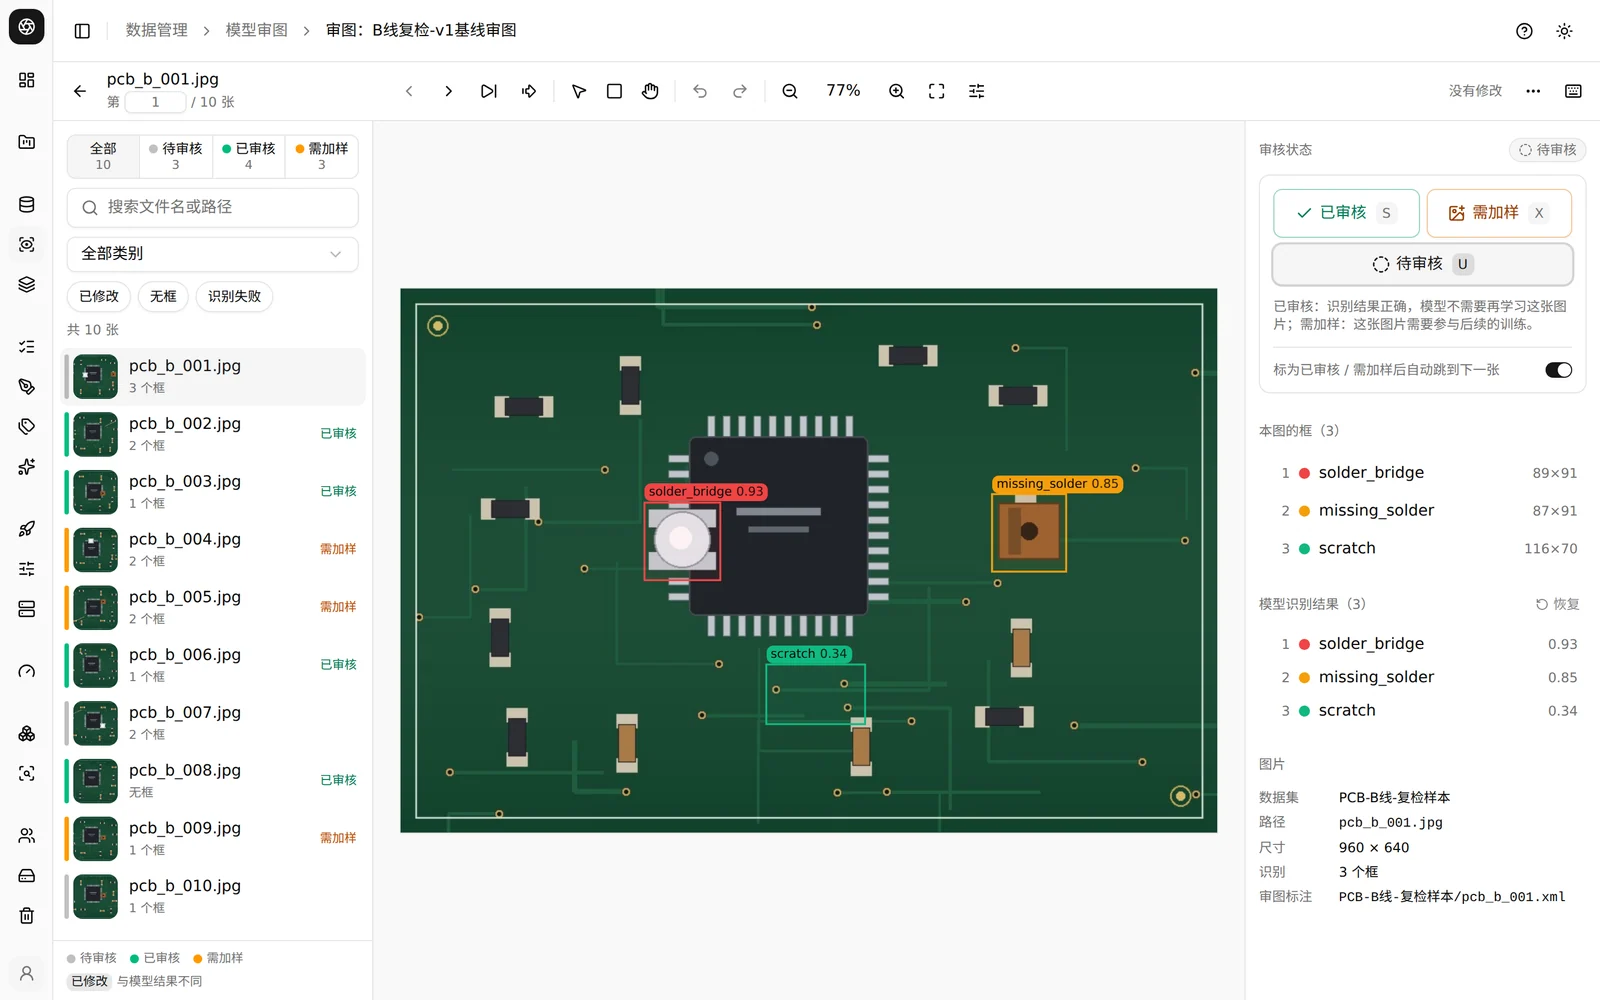 数据管理 > 模型审图 > 审图：B线复检-v1基线审图
pcb_b_001.jpg
第 1 / 10 张
77%
没有修改
全部
10
待审核
3
已审核
4
需加样
3
搜索文件名或路径
全部类别
已修改 无框 识别失败
共 10 张
pcb_b_001.jpg
3 个框
pcb_b_002.jpg
2 个框
已审核
pcb_b_003.jpg
1 个框
已审核
pcb_b_004.jpg
2 个框
需加样
pcb_b_005.jpg
2 个框
需加样
pcb_b_006.jpg
1 个框
已审核
pcb_b_007.jpg
2 个框
pcb_b_008.jpg
无框
已审核
pcb_b_009.jpg
1 个框
需加样
pcb_b_010.jpg
1 个框
待审核 已审核 需加样
已修改 与模型结果不同
solder_bridge 0.93
missing_solder 0.85
scratch 0.34
审核状态 待审核
已审核 S
需加样 X
待审核 U
已审核：识别结果正确，模型不需要再学习这张图
片；需加样：这张图片需要参与后续的训练。
标为已审核 / 需加样后自动跳到下一张
本图的框（3）
1 solder_bridge 89×91
2 missing_solder 87×91
3 scratch 116×70
模型识别结果（3） 恢复
1 solder_bridge 0.93
2 missing_solder 0.85
3 scratch 0.34
图片
数据集 PCB-B线-复检样本
路径 pcb_b_001.jpg
尺寸 960 × 640
识别 3 个框
审图标注 PCB-B线-复检样本/pcb_b_001.xml